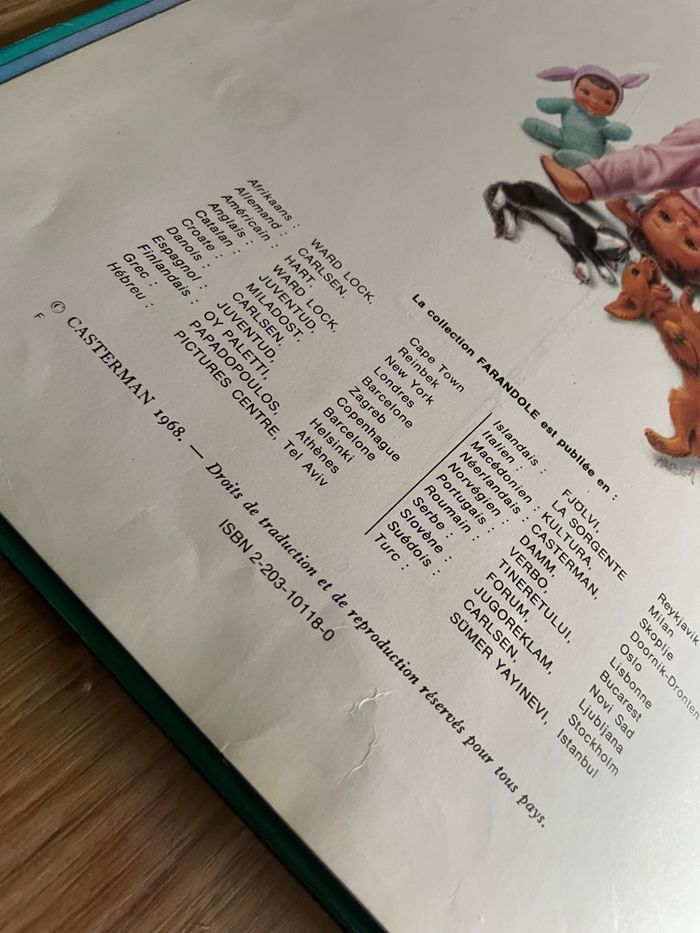 La collection FARANDOLE est publiée en :
Afrikaans : WARD LOCK, Cape Town
Allemand : CARLSEN, Reinbek
Américain : HART, New York
Anglais : WARD LOCK, Londres
Catalan : JUVENTUD, Barcelone
Croate : MILADOST, Zagreb
Danois : CARLSEN, Copenhague
Espagnol : JUVENTUD, Barcelone
Finlandais : OY PALETTI, Helsinki
Grec : PAPADOPOULOS, Athènes
Hébreu : PICTURES CENTRE, Tel Aviv
Islandais : FJOLVI, Reykjavik
Italien : LA SORGENTE Milan
Macédonien : KULTURA, Skoplje
Néerlandais : CASTERMAN, Doornik-Dronten
Norvégien : DAMM, Oslo
Portugais : VERBO, Lisbonne
Roumain : TINERETULUI, Bucarest
Serbe : FORUM, Novi Sad
Slovène : JUGOREKLAM, Ljubljana
Suédois : CARLSEN, Stockholm
Turc : SÜMER YAYINEVI, Istanbul
© CASTERMAN 1968. — Droits de traduction et de reproduction réservés pour tous pays.
F
ISBN 2-203-10118-0